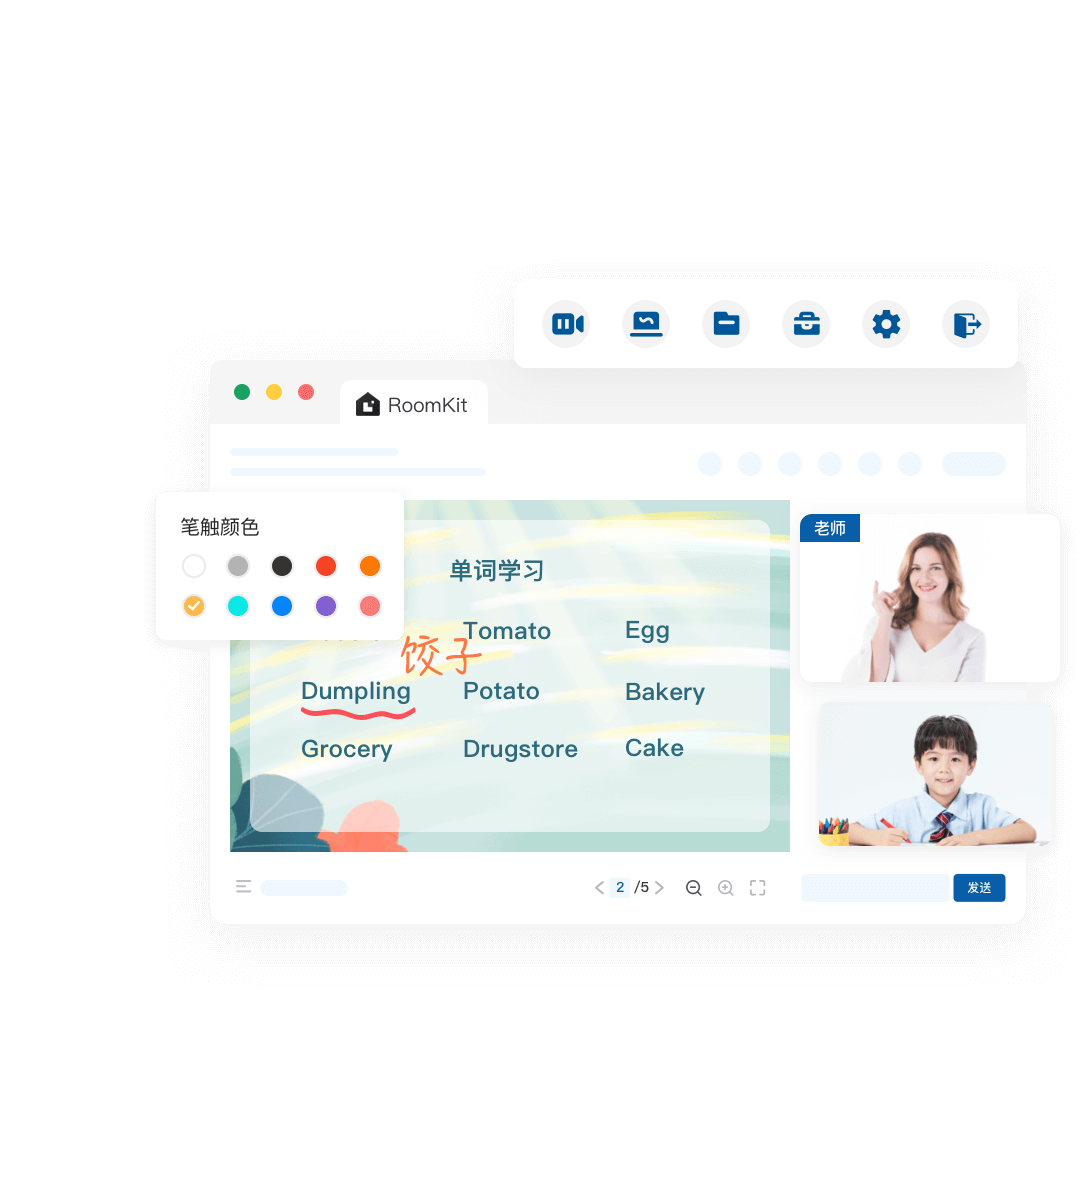 RoomKit
笔触颜色
老师
单词学习
Tomato Egg
饺子
Dumpling Potato Bakery
Grocery Drugstore Cake
2 /5
发送